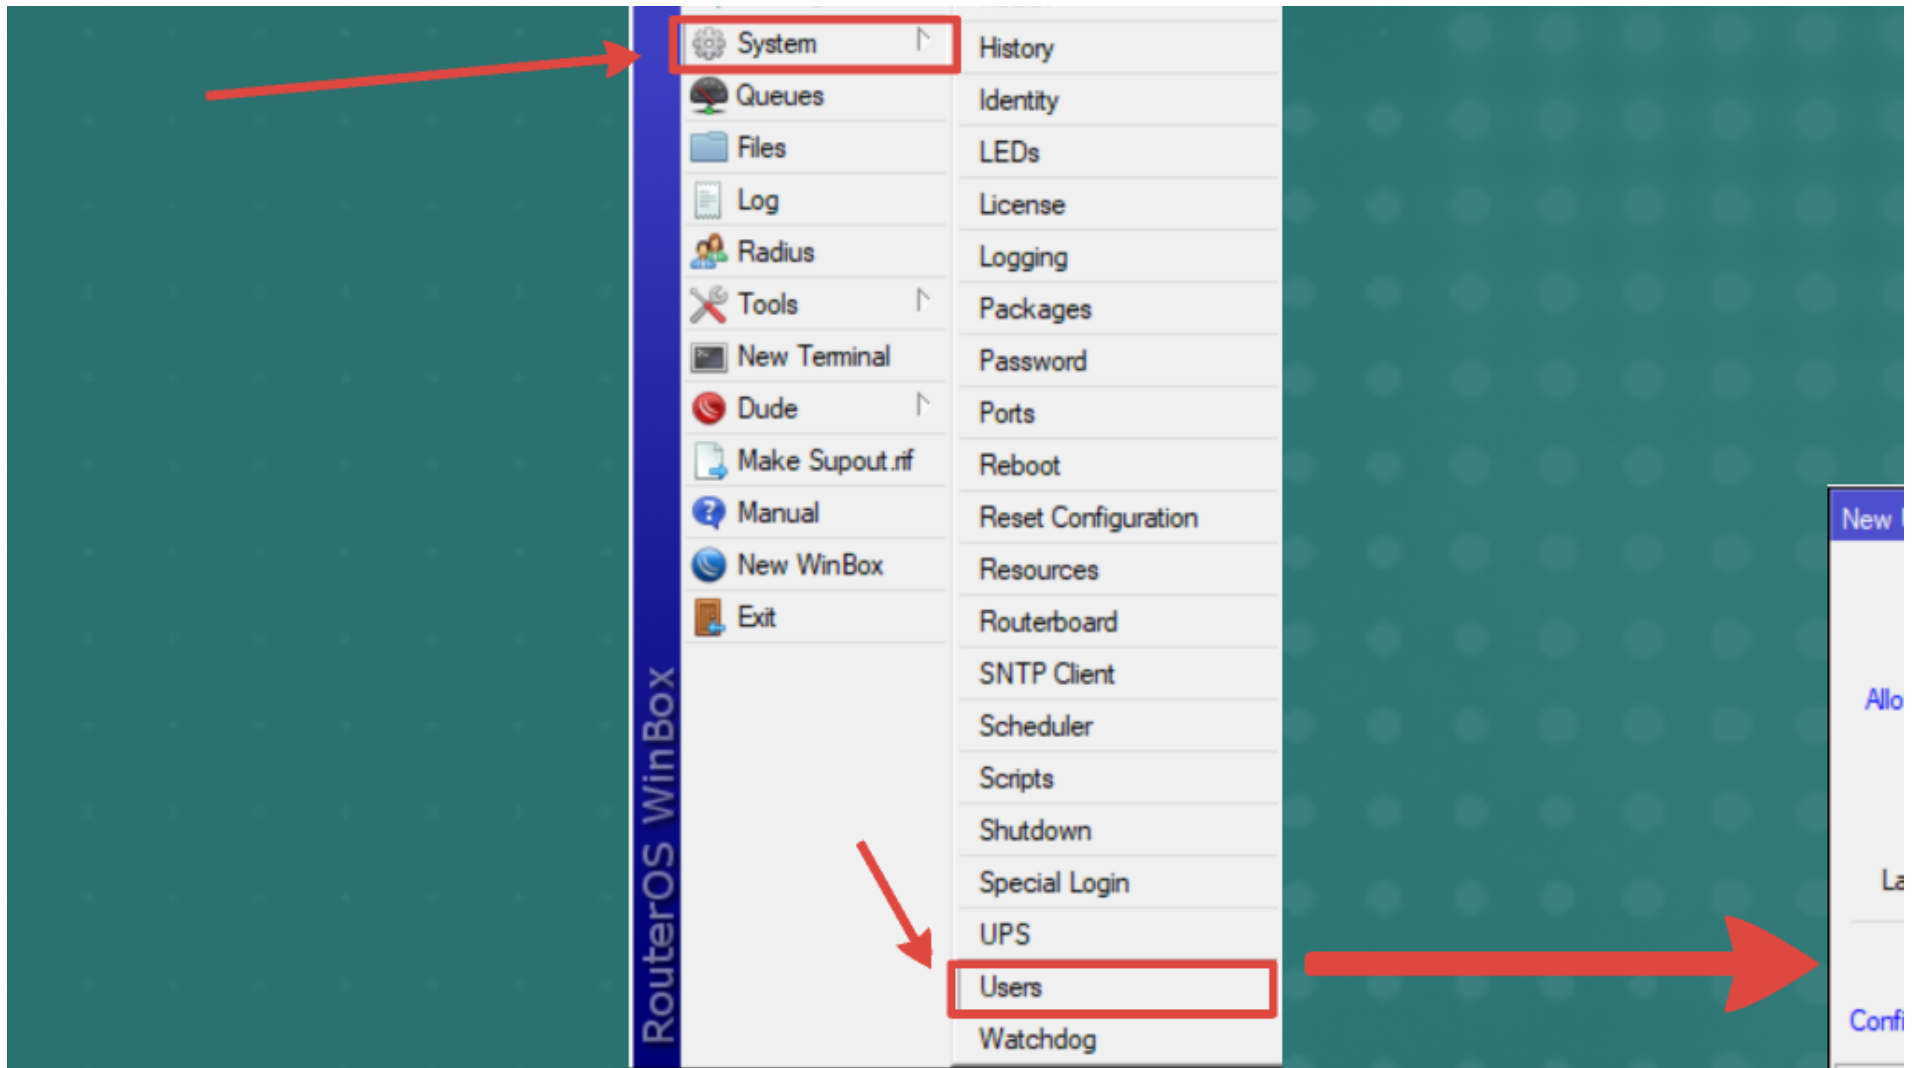 System
Queues
Files
Log
Radius
Tools
New Terminal
Dude
Make Supout.rif
Manual
New WinBox
Exit
RouterOS WinBox
History
Identity
LEDs
License
Logging
Packages
Password
Ports
Reboot
Reset Configuration
Resources
Routerboard
SNTP Client
Scheduler
Scripts
Shutdown
Special Login
UPS
Users
Watchdog
New